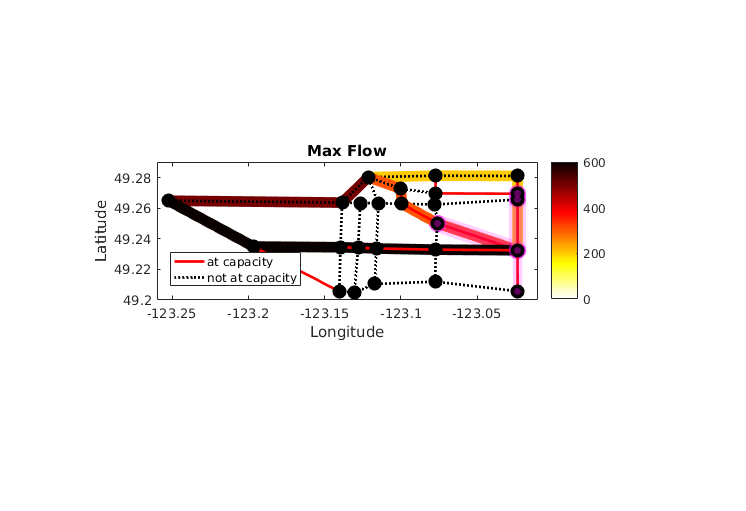 Max Flow
49.28
49.26
49.24
49.22
49.2
Latitude
-123.25
-123.2
-123.15
-123.1
-123.05
Longitude
at capacity
not at capacity
600
400
200
0